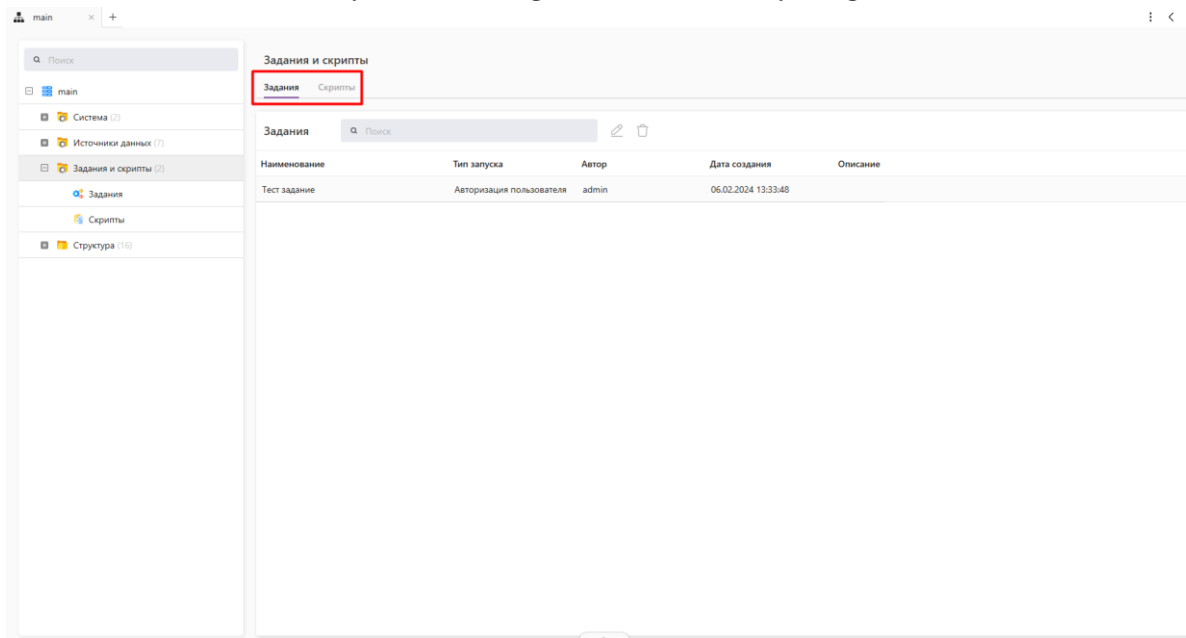 main × +
Поиск
main
Система (2)
Источники данных (7)
Задания и скрипты (2)
Задания
Скрипты
Структура (16)
Задания и скрипты
Задания Скрипты
Задания Поиск
Наименование Тип запуска Автор Дата создания Описание
Тест задание Авторизация пользователя admin 06.02.2024 13:33:48